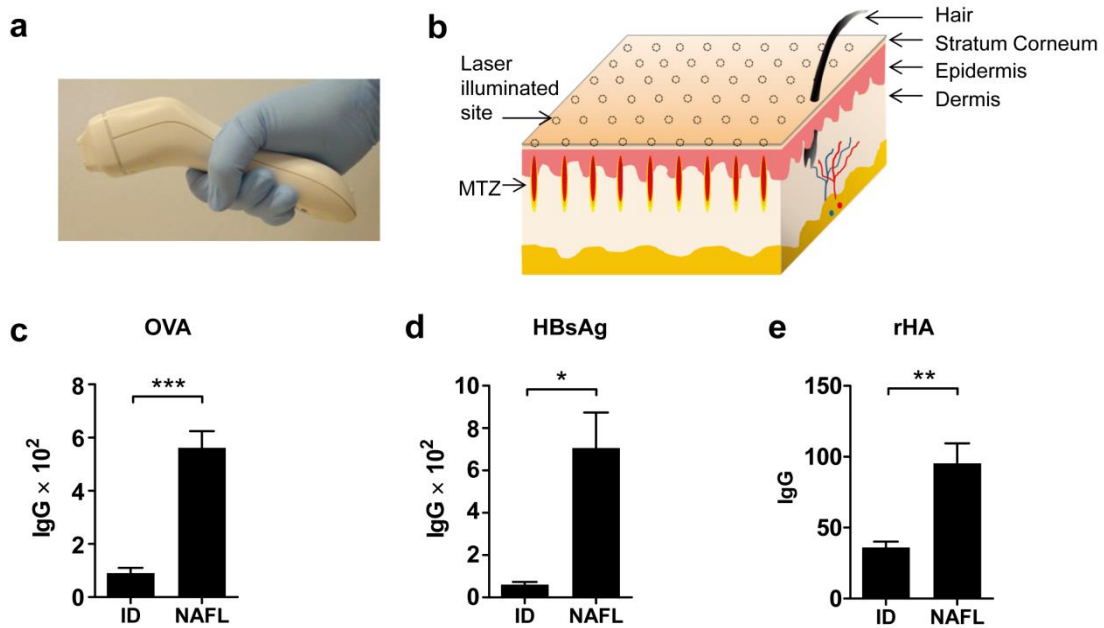 a
b
Hair
Stratum Corneum
Epidermis
Dermis
Laser
illuminated
site
MTZ
c
OVA
***
8
6
4
2
0
IgG × 10²
ID
NAFL
d
HBsAg
*
10
8
6
4
2
0
IgG × 10²
ID
NAFL
e
rHA
**
150
100
50
0
IgG
ID
NAFL